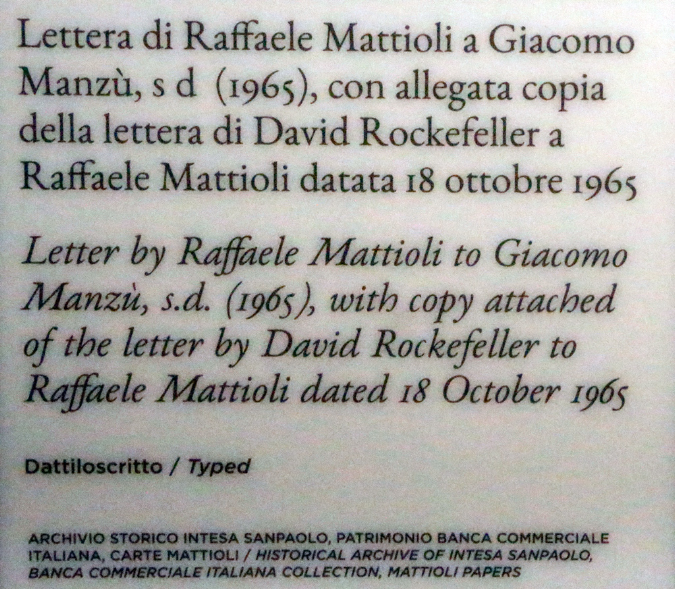 Lettera di Raffaele Mattioli a Giacomo
Manzù, s d (1965), con allegata copia
della lettera di David Rockefeller a
Raffaele Mattioli datata 18 ottobre 1965
Letter by Raffaele Mattioli to Giacomo
Manzù, s.d. (1965), with copy attached
of the letter by David Rockefeller to
Raffaele Mattioli dated 18 October 1965
Dattiloscritto / Typed
ARCHIVIO STORICO INTESA SANPAOLO, PATRIMONIO BANCA COMMERCIALE
ITALIANA, CARTE MATTIOLI / HISTORICAL ARCHIVE OF INTESA SANPAOLO,
BANCA COMMERCIALE ITALIANA COLLECTION, MATTIOLI PAPERS